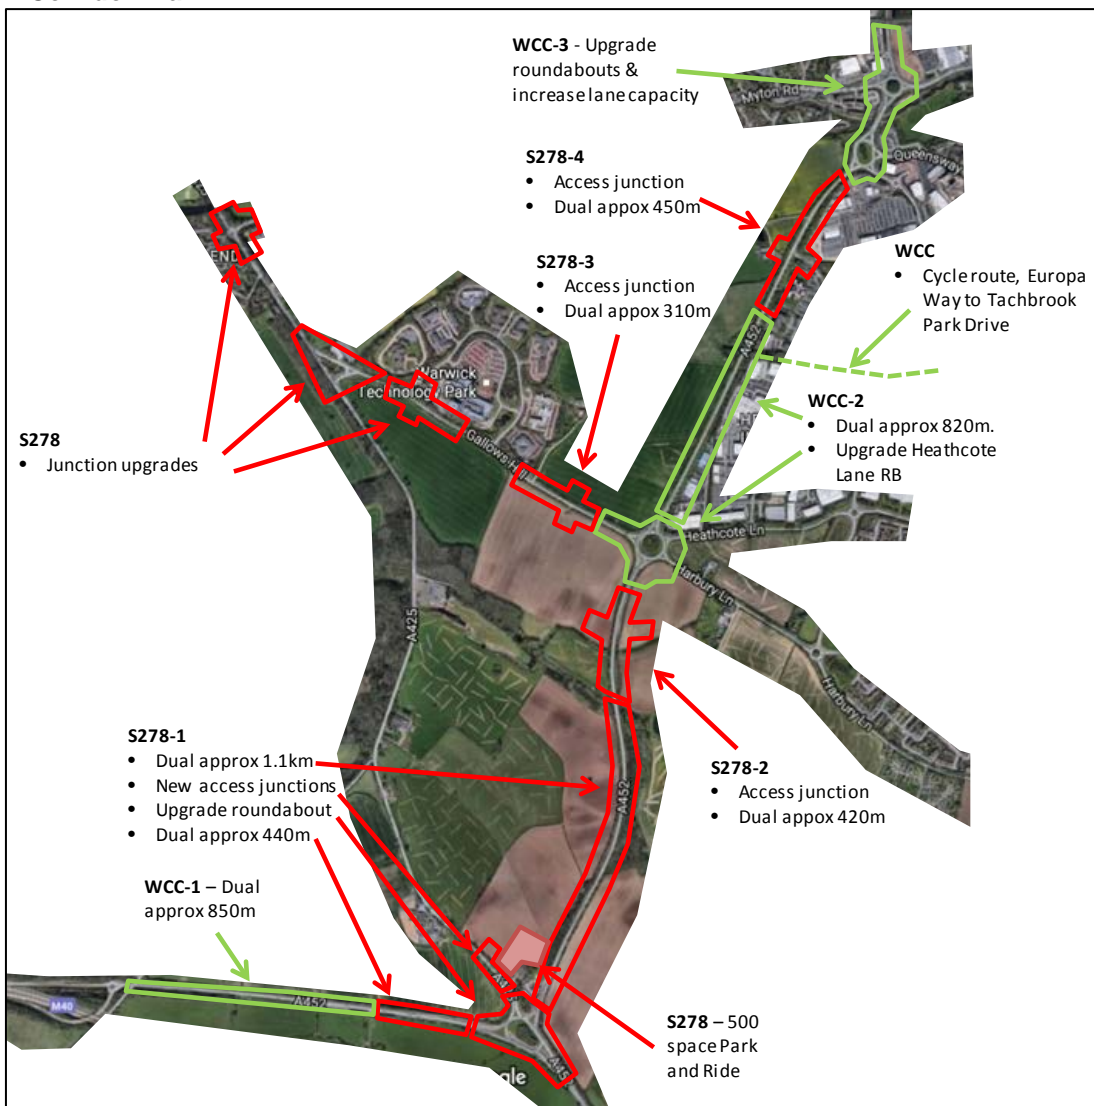 WCC-3 - Upgrade
roundabouts &
increase lane capacity
Myton Rd
Queensway
S278-4
• Access junction
• Dual appox 450m
WCC
• Cycle route, Europa
Way to Tachbrook
Park Drive
S278-3
• Access junction
• Dual appox 310m
END
A452
Warwick
Technology Park
WCC-2
• Dual approx 820m.
• Upgrade Heathcote
Lane RB
S278
• Junction upgrades
Gallows Hill
Heathcote Ln
Harbury Ln
A425
Harbury Ln
S278-1
• Dual approx 1.1km
• New access junctions
• Upgrade roundabout
• Dual approx 440m
S278-2
• Access junction
• Dual appox 420m
A452
WCC-1 – Dual
approx 850m
M40
A452
S278 – 500
space Park
and Ride
A45
gle